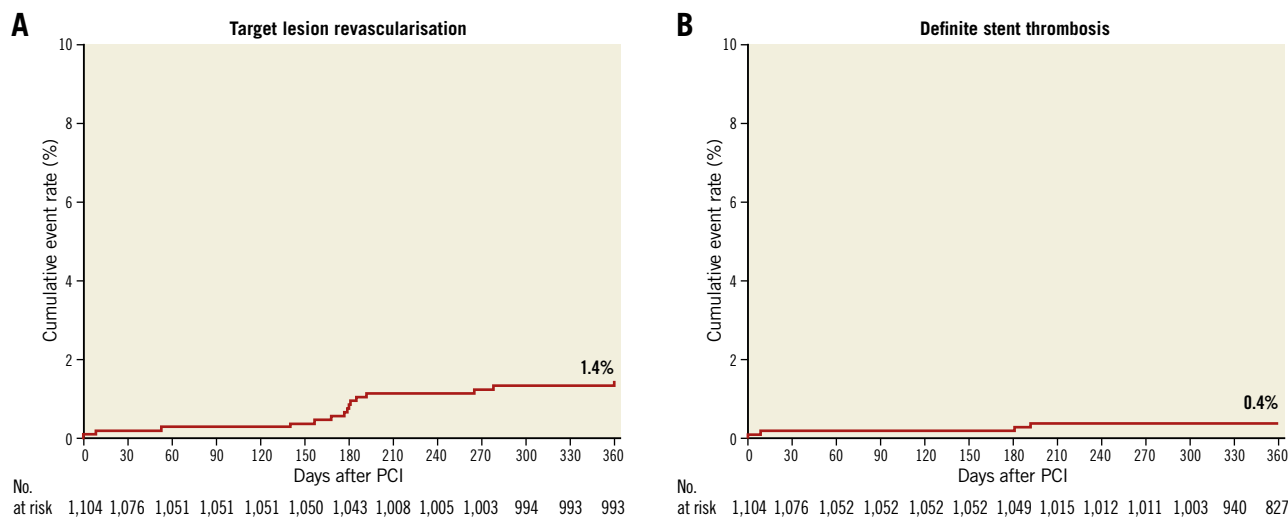 A
Target lesion revascularisation
10
8
6
4
2
0
Cumulative event rate (%)
1.4%
0 30 60 90 120 150 180 210 240 270 300 330 360
Days after PCI
No.
at risk 1,104 1,076 1,051 1,051 1,051 1,050 1,043 1,008 1,005 1,003 994 993 993
B
Definite stent thrombosis
10
8
6
4
2
0
Cumulative event rate (%)
0.4%
0 30 60 90 120 150 180 210 240 270 300 330 360
Days after PCI
No.
at risk 1,104 1,076 1,052 1,052 1,052 1,052 1,049 1,015 1,012 1,011 1,003 940 827